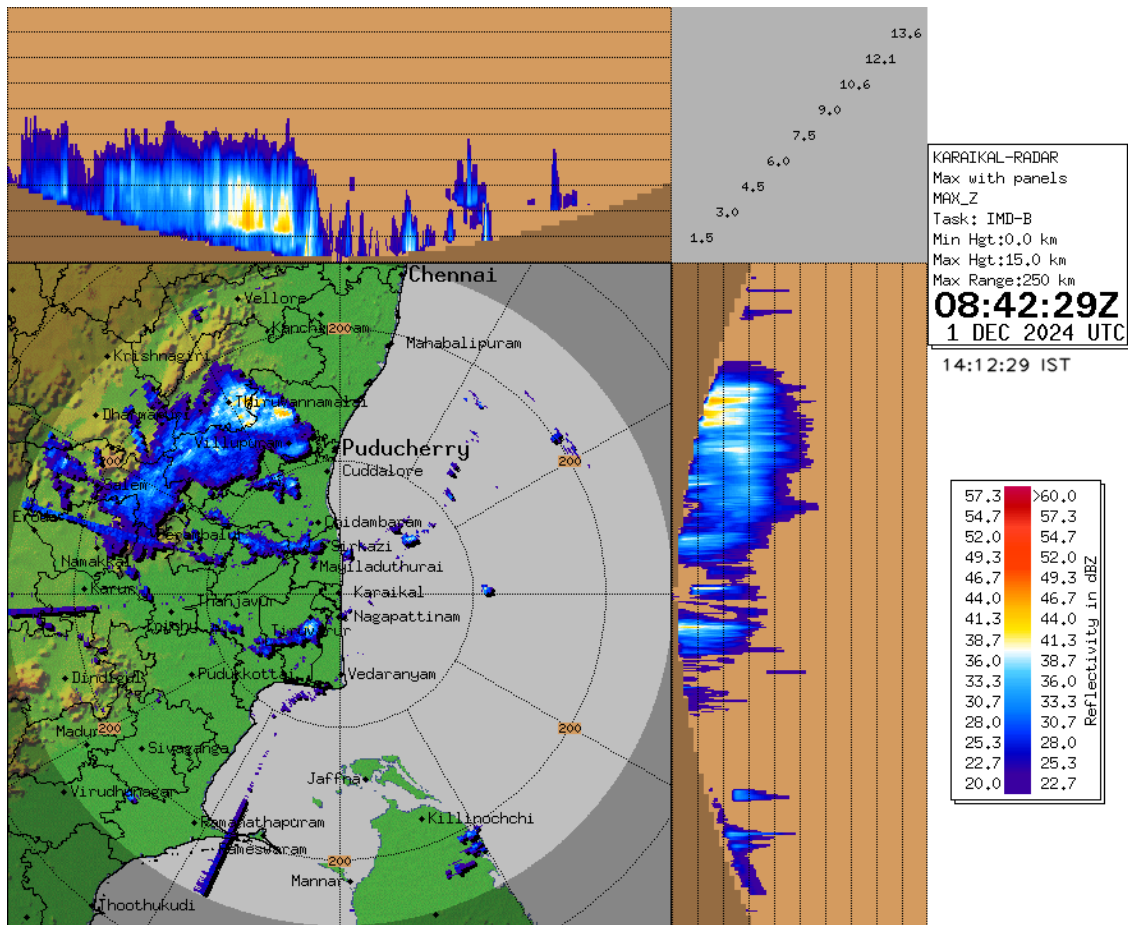 13.6
12.1
10.6
9.0
7.5
6.0
4.5
3.0
1.5
KARAIKAL-RADAR
Max with panels
MAX_Z
Task: IMD-B
Min Hgt:0.0 km
Max Hgt:15.0 km
Max Range:250 km
08:42:29Z
1 DEC 2024 UTC
14:12:29 IST
Chennai
Vellore
200
Mahabalipuram
Krishnagiri
Puducherry
Cuddalore
200
Chidambaram
Sirkazi
Mayiladuthurai
Namakkal
Karur
Karaikal
Thanjavur
Nagapattinam
Pudukkottai
Vedaranyam
Dindigul
200
200
Sivaganga
Jaffna
Virudhunagar
Killinochchi
Ramanathapuram
Rameswaram
200
Mannar
Thoothukudi
57.3 >60.0
54.7 57.3
52.0 54.7
49.3 52.0
46.7 49.3
44.0 46.7
41.3 44.0
38.7 41.3
36.0 38.7
33.3 36.0
30.7 33.3
28.0 30.7
25.3 28.0
22.7 25.3
20.0 22.7
Reflectivity in dBZ